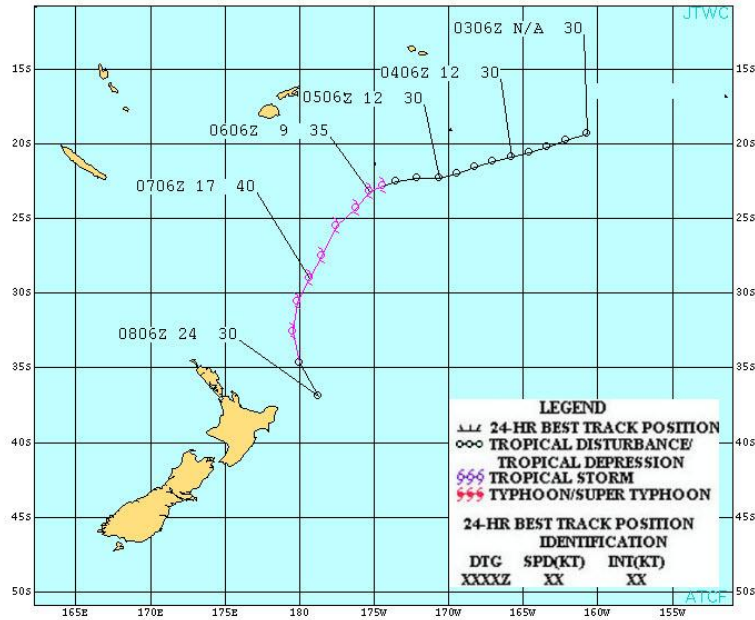 JTWC
0306Z N/A 30
0406Z 12 30
0506Z 12 30
0606Z 9 35
0706Z 17 40
0806Z 24 30
15S 15S
20S 20S
25S 25S
30S 30S
35S 35S
40S 40S
45S 45S
50S 50S
LEGEND
24-HR BEST TRACK POSITION
TROPICAL DISTURBANCE/
TROPICAL DEPRESSION
TROPICAL STORM
TYPHOON/SUPER TYPHOON
24-HR BEST TRACK POSITION
IDENTIFICATION
DTG SPD(KT) INT(KT)
XXXXZ XX XX
ATCF
165E 170E 175E 180 175W 170W 165W 160W 155W